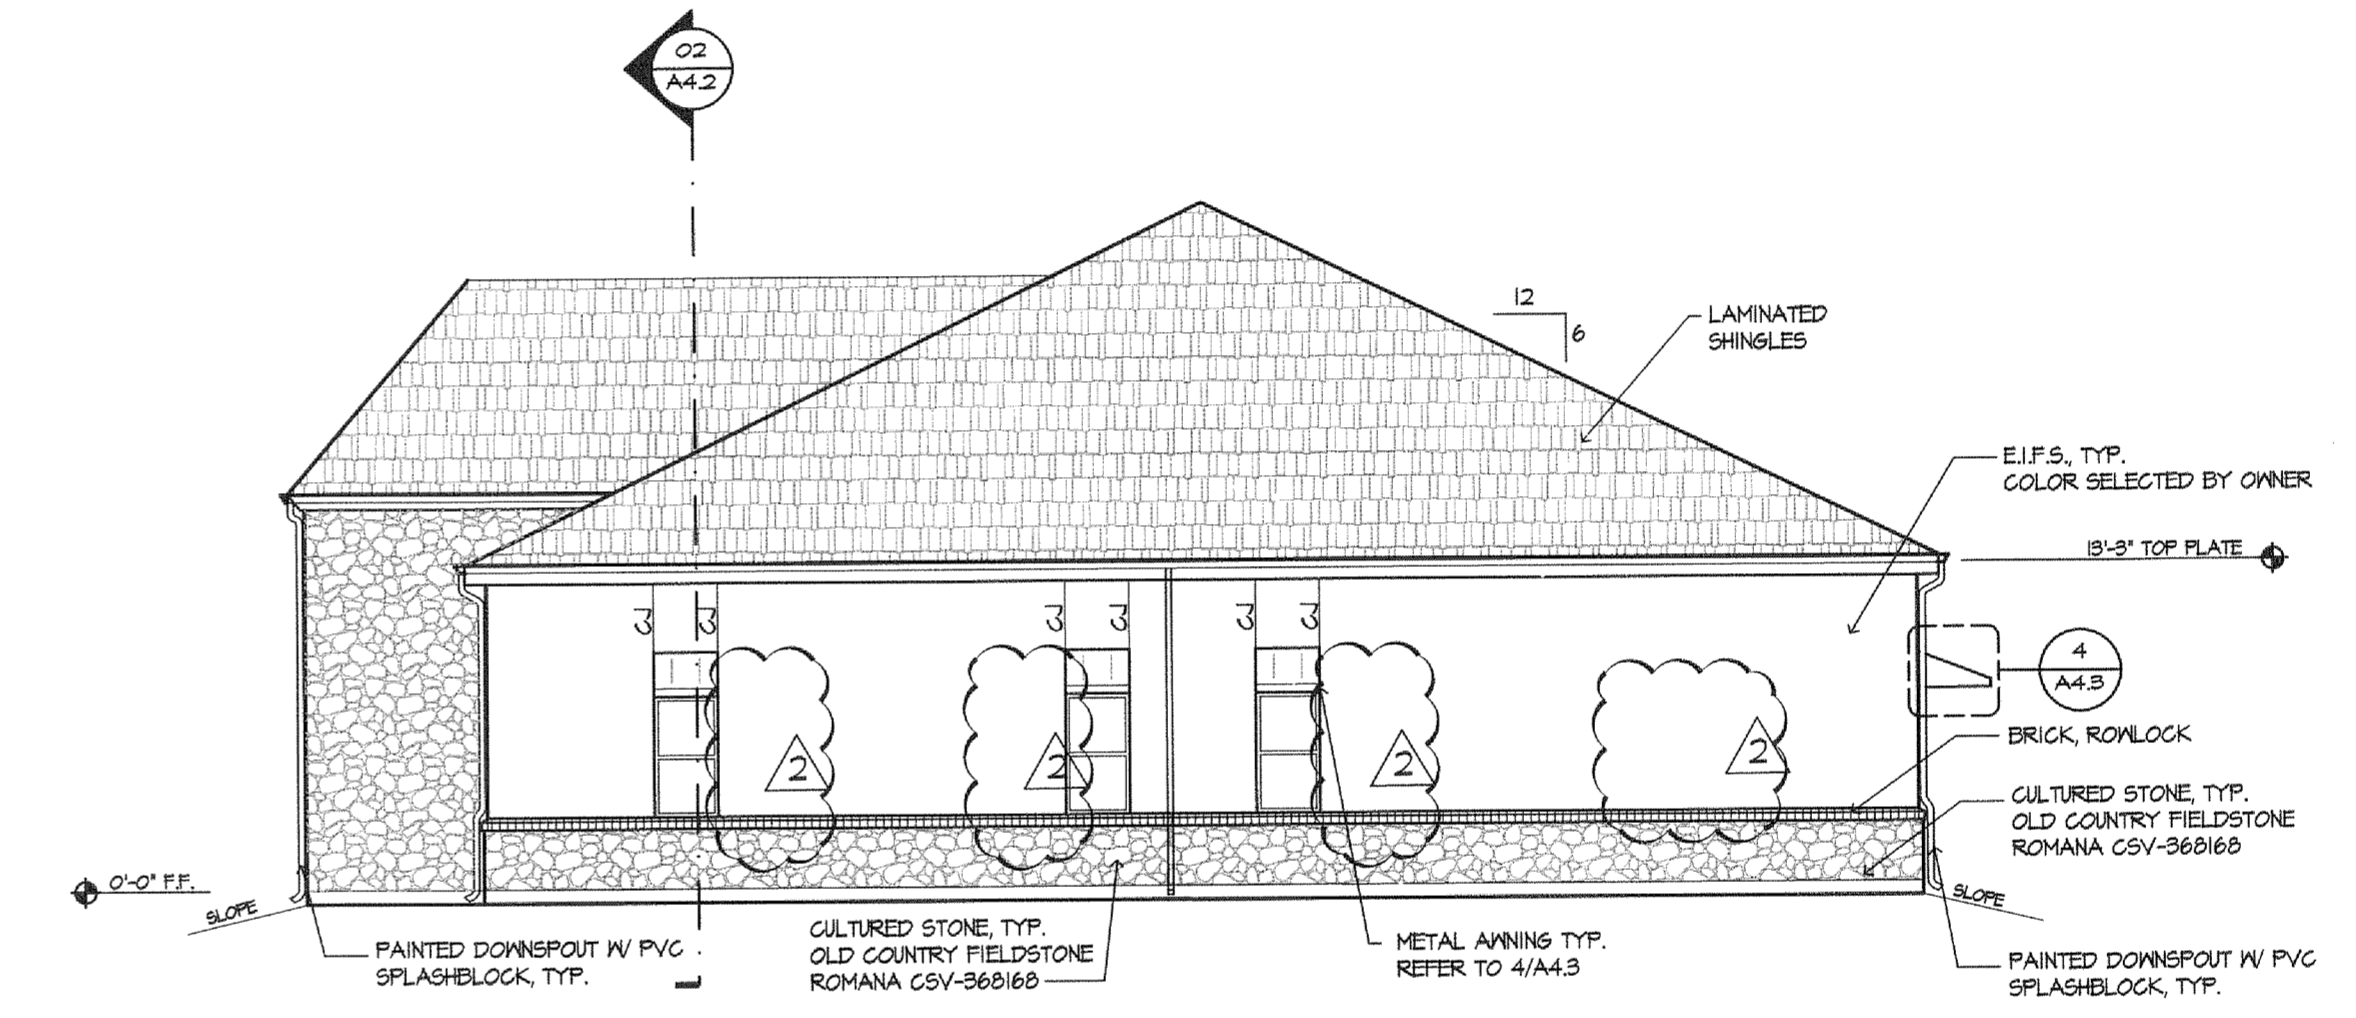 02
A4.2
12
6
LAMINATED
SHINGLES
E.I.F.S., TYP.
COLOR SELECTED BY OWNER
13'-3" TOP PLATE
3
3
3
3
3
3
4
A4.3
BRICK, ROWLOCK
2
2
2
2
CULTURED STONE, TYP.
OLD COUNTRY FIELDSTONE
ROMANA CSV-368168
0'-0" F.F.
SLOPE
SLOPE
PAINTED DOWNSPOUT W/ PVC
SPLASHBLOCK, TYP.
CULTURED STONE, TYP.
OLD COUNTRY FIELDSTONE
ROMANA CSV-368168
METAL AWNING TYP.
REFER TO 4/A4.3
PAINTED DOWNSPOUT W/ PVC
SPLASHBLOCK, TYP.